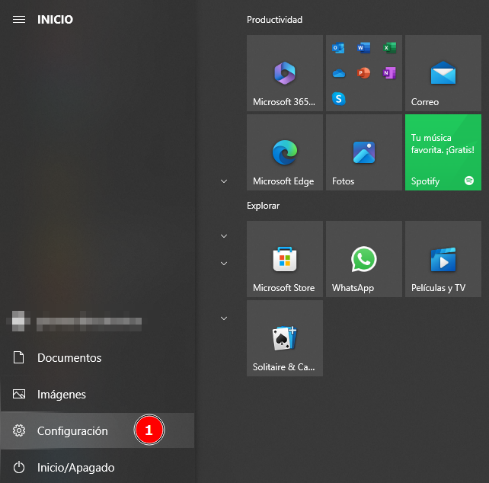 INICIO
Documentos
Imágenes
Configuración 1
Inicio/Apagado
Productividad
Microsoft 365...
Correo
Microsoft Edge
Fotos
Tu música
favorita. ¡Gratis!
Spotify
Explorar
Microsoft Store
WhatsApp
Películas y TV
Solitaire & Ca...